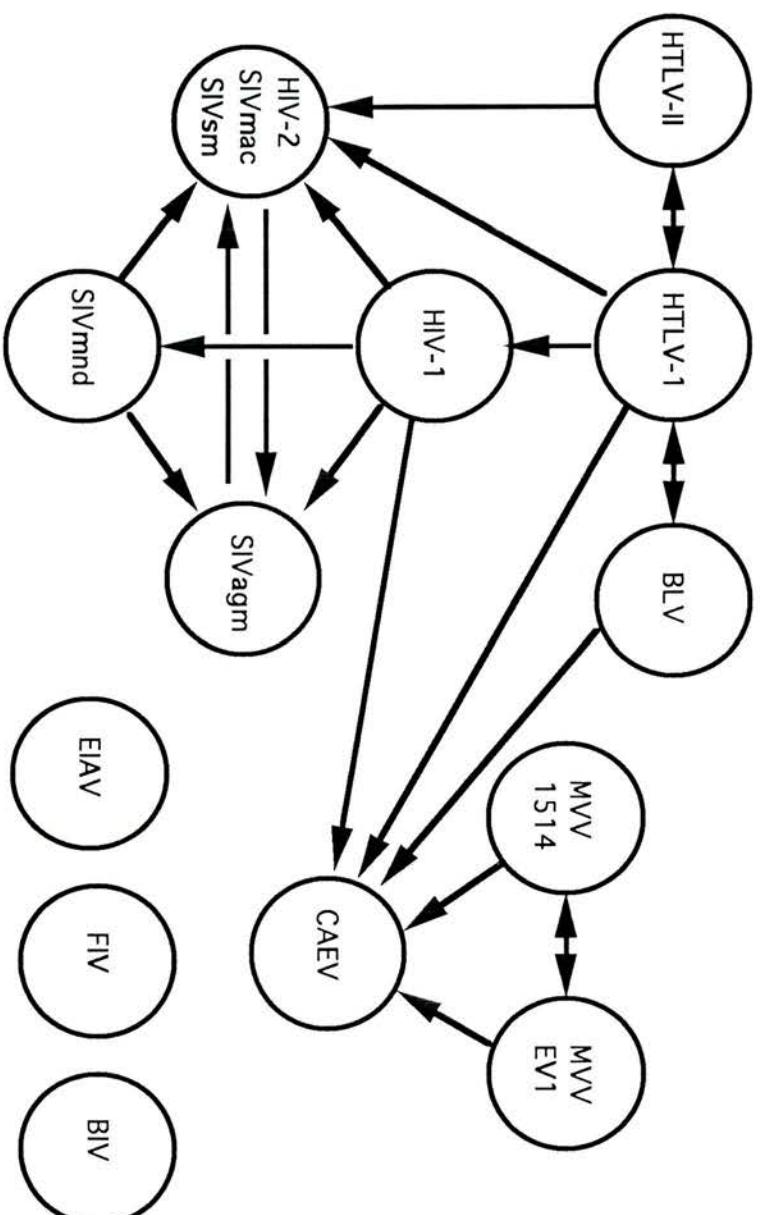 HTLV-II
HTLV-1
BLV
MVV
1514
MVV
EV1
HIV-2
SIVmac
SIVsm
HIV-1
SIVmnd
SIVagm
CAEV
EIAV
FIV
BIV